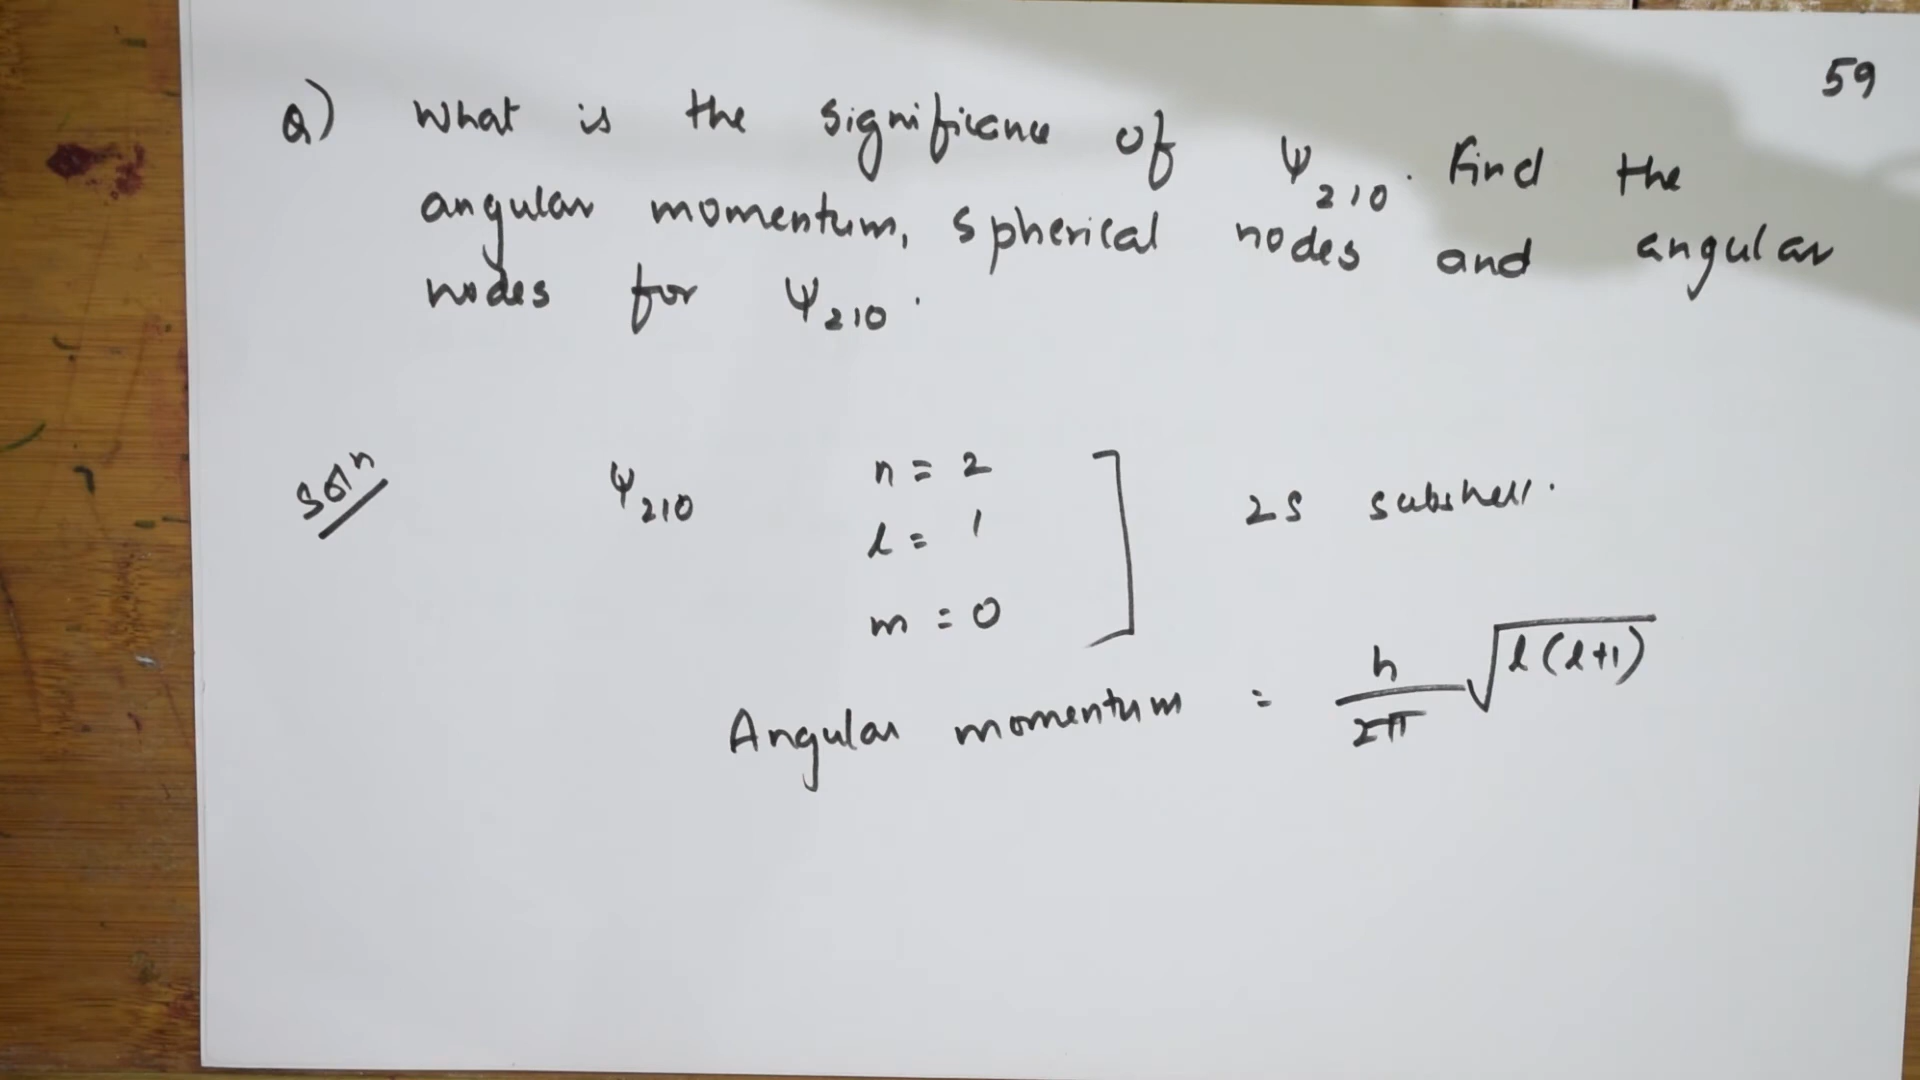 59
Q) What is the significance of Ψ210. Find the
angular momentum, spherical nodes and angular
nodes for Ψ210.
Solⁿ Ψ210 n = 2
l = 1
m = 0
2s subshell.
Angular momentum = h/2π √l(l+1)